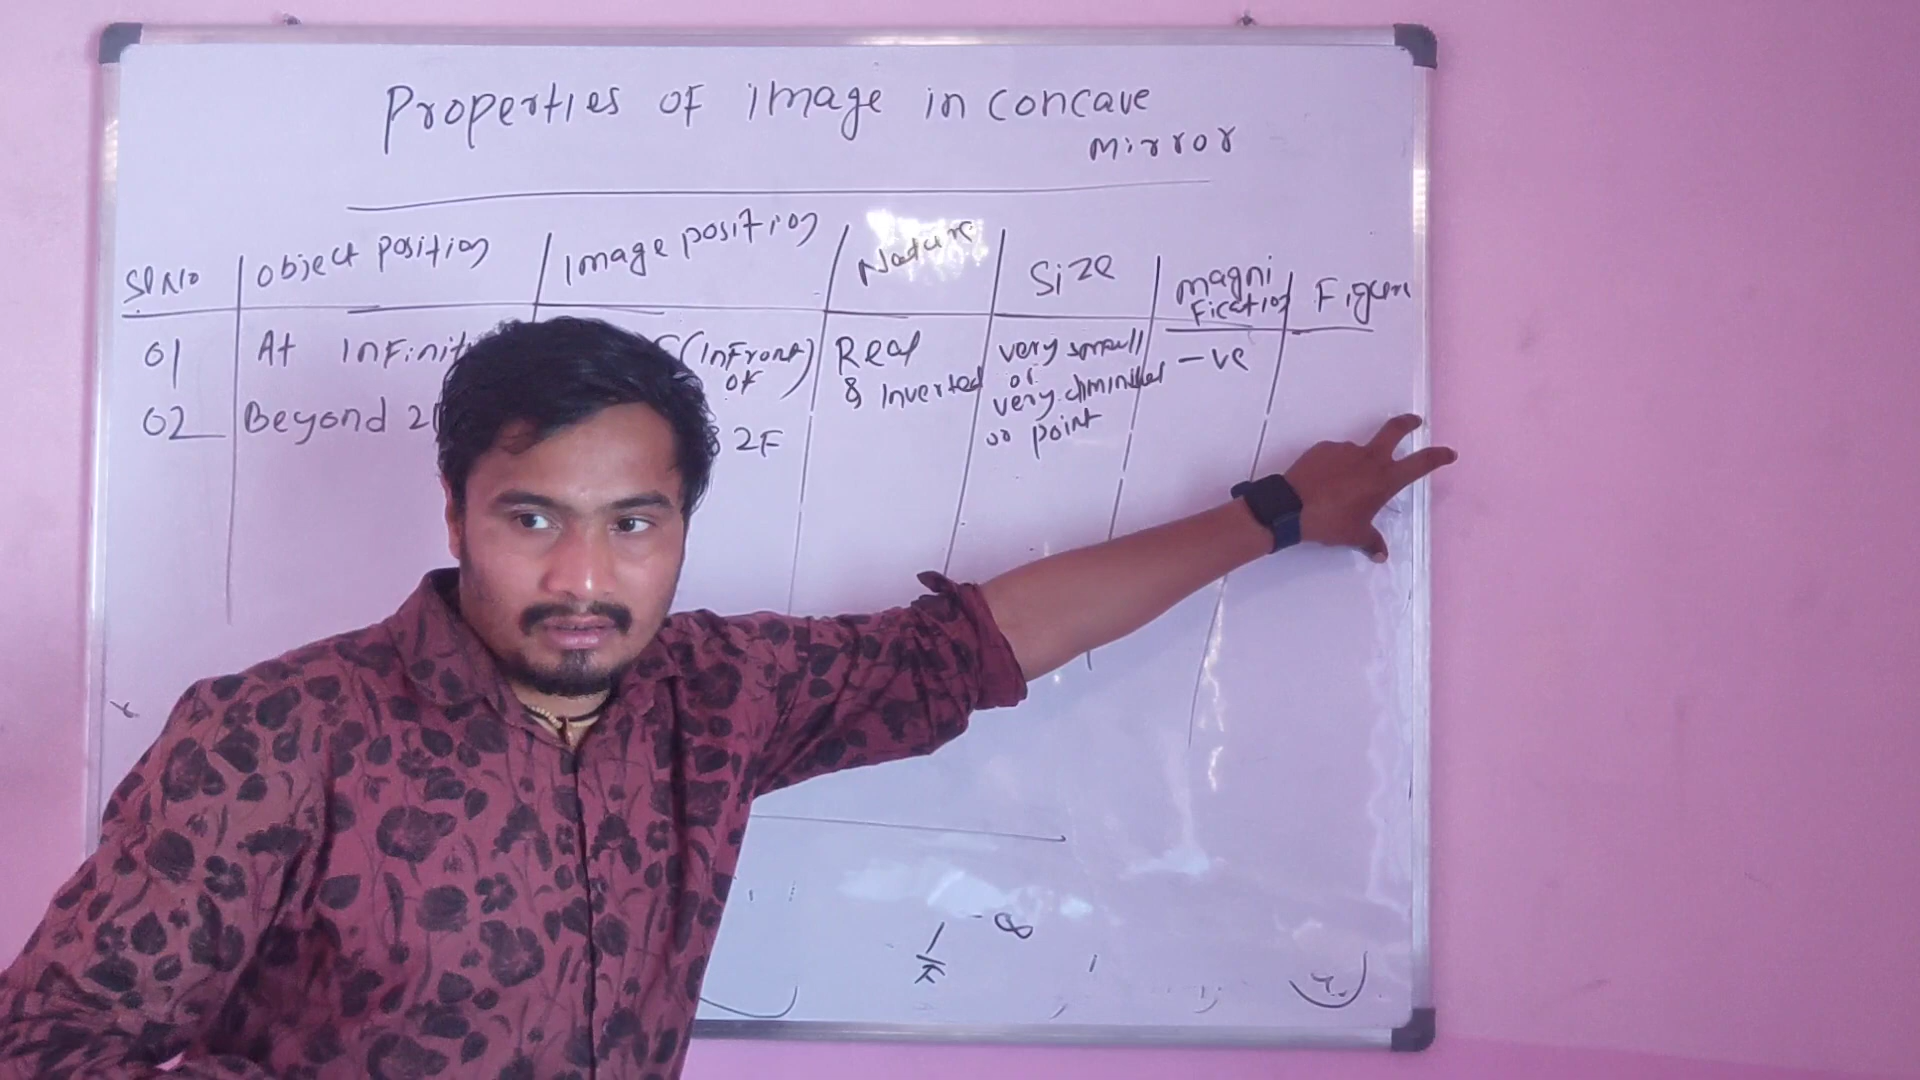 Properties of image in concave
mirror
Sl No | Object position | Image position | Nature | Size | magni | Figure
fication
01 At Infinit F (InFront of) Real very small -ve
& Inverted or
very diminished
02 Beyond 2 & 2F or point
1/F -∞